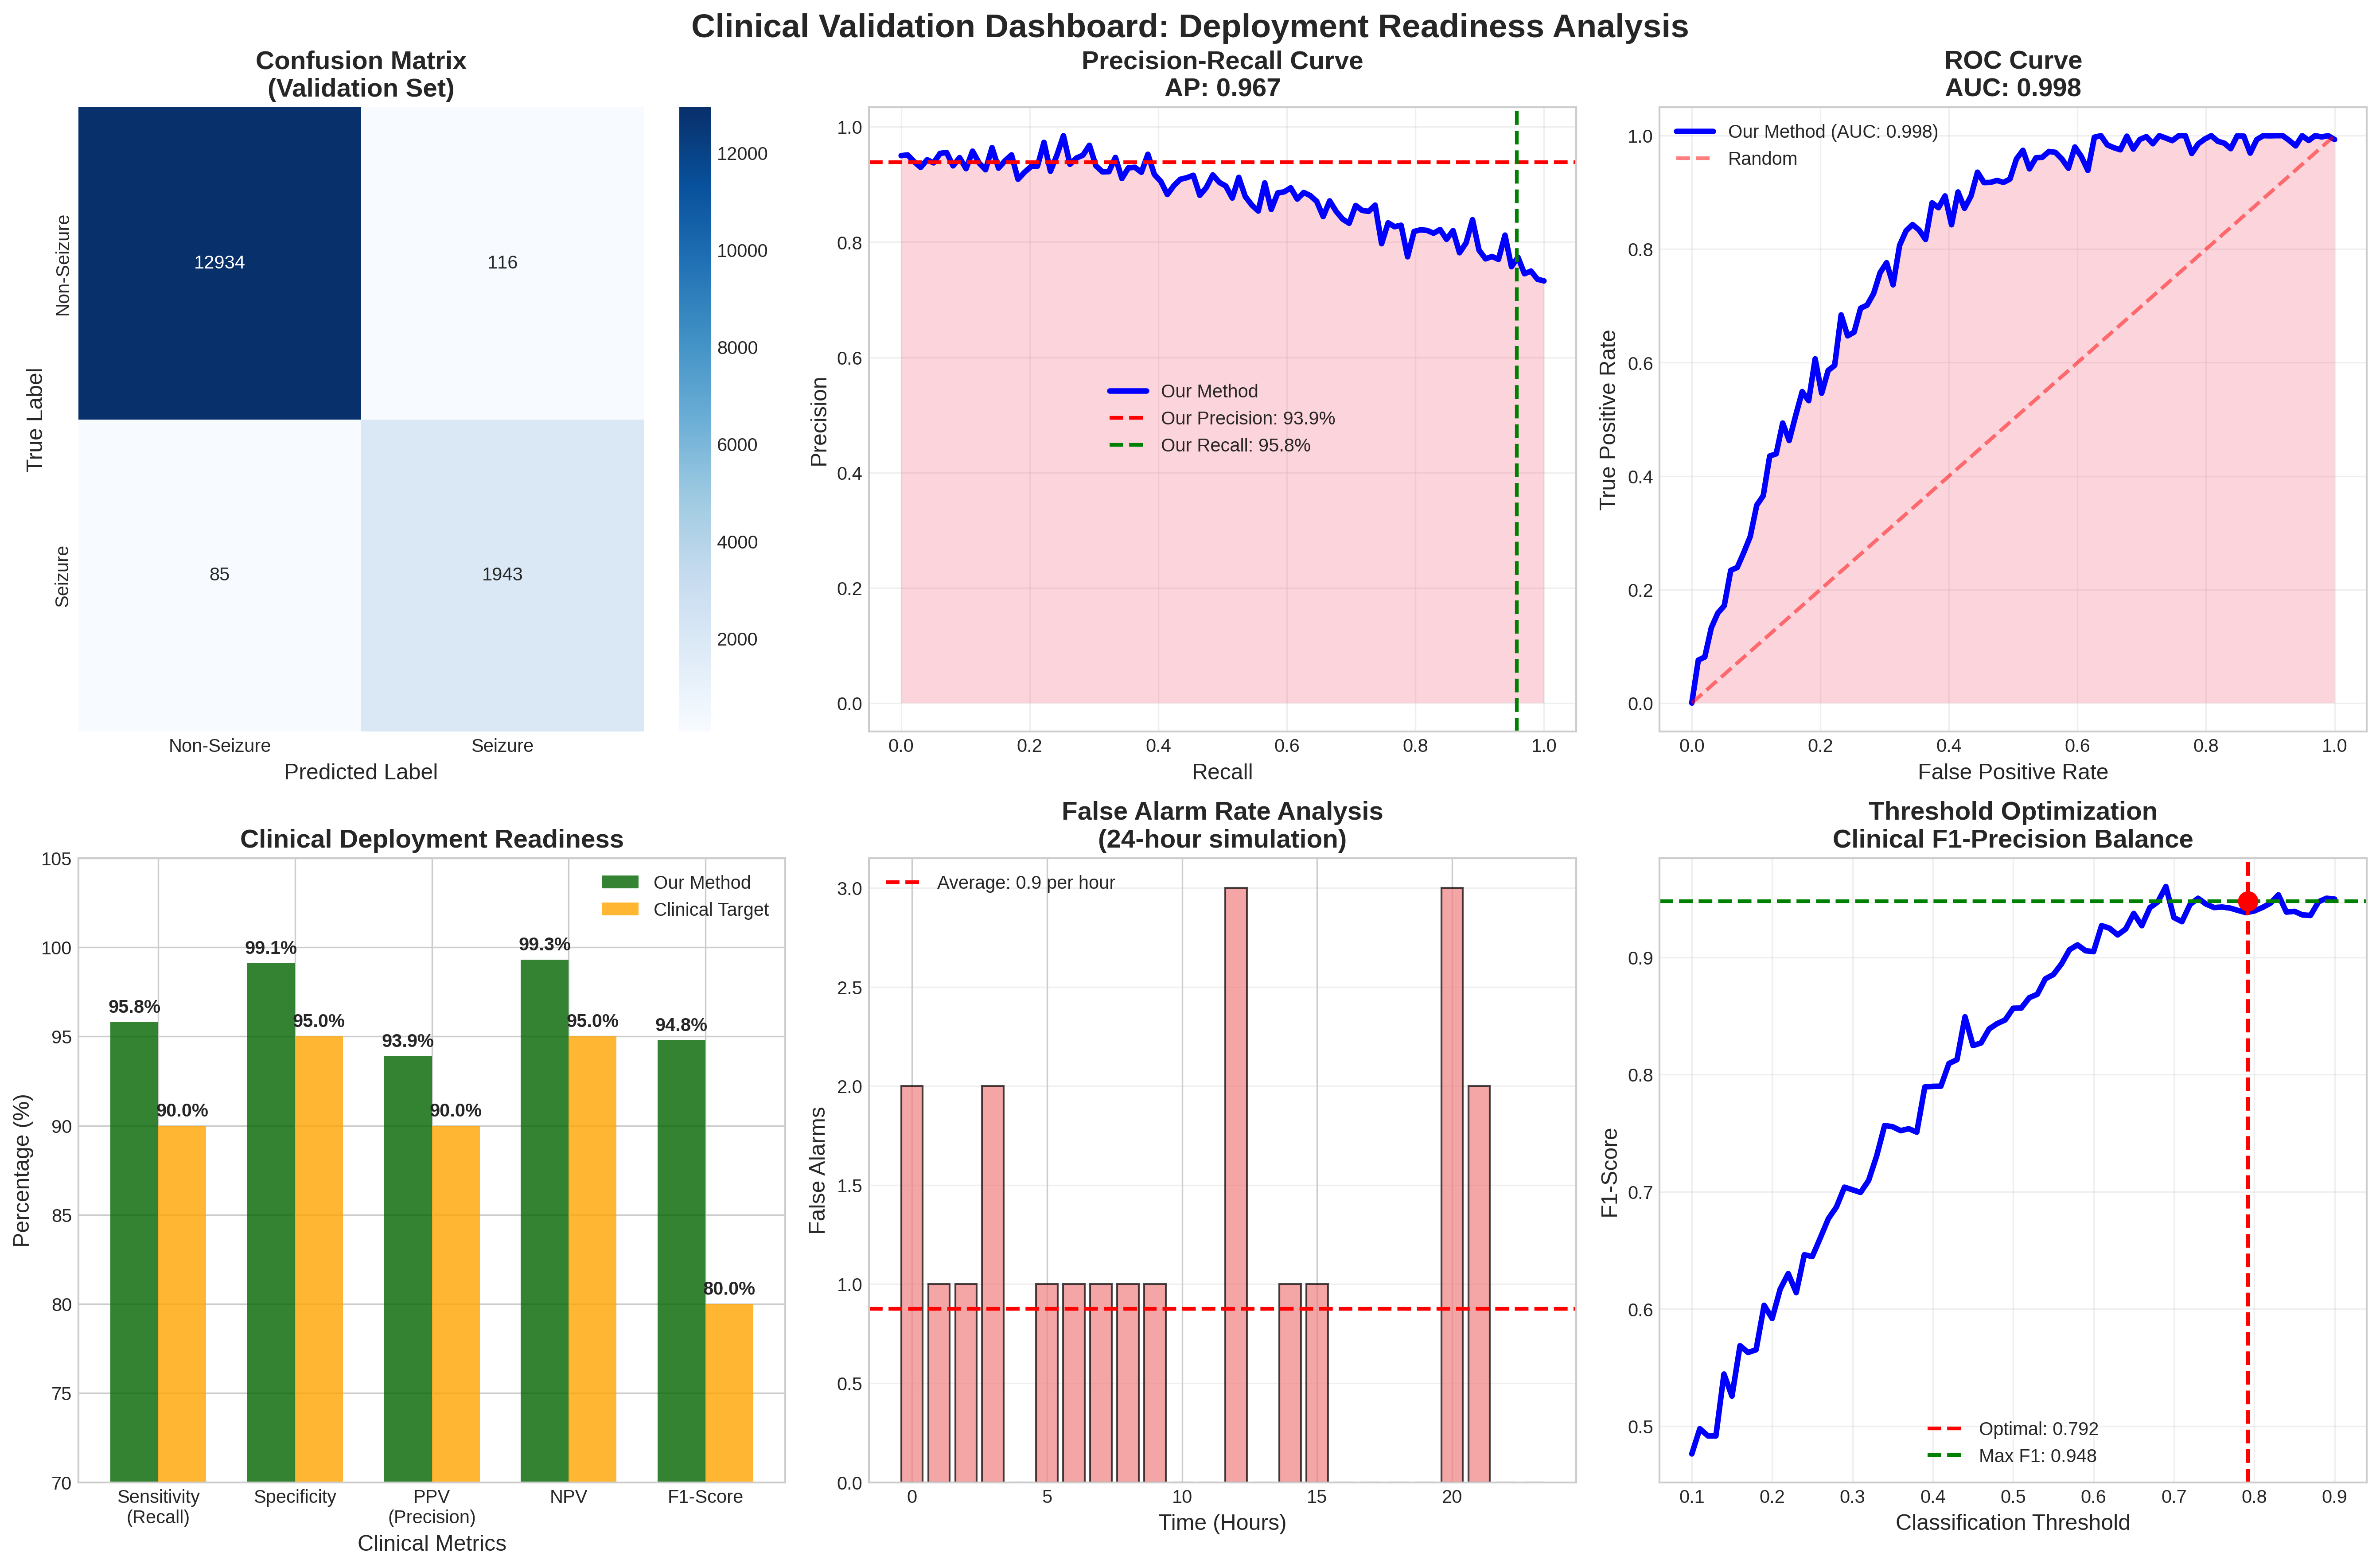 Clinical Validation Dashboard: Deployment Readiness Analysis
Confusion Matrix
(Validation Set)
12934
116
85
1943
Non-Seizure
Seizure
True Label
Non-Seizure
Seizure
Predicted Label
12000
10000
8000
6000
4000
2000
Precision-Recall Curve
AP: 0.967
1.0
0.8
0.6
0.4
0.2
0.0
Precision
Our Method
Our Precision: 93.9%
Our Recall: 95.8%
0.0
0.2
0.4
0.6
0.8
1.0
Recall
ROC Curve
AUC: 0.998
Our Method (AUC: 0.998)
Random
1.0
0.8
0.6
0.4
0.2
0.0
True Positive Rate
0.0
0.2
0.4
0.6
0.8
1.0
False Positive Rate
Clinical Deployment Readiness
Our Method
Clinical Target
105
100
95
90
85
80
75
70
Percentage (%)
95.8%
90.0%
99.1%
95.0%
93.9%
90.0%
99.3%
95.0%
94.8%
80.0%
Sensitivity
(Recall)
Specificity
PPV
(Precision)
NPV
F1-Score
Clinical Metrics
False Alarm Rate Analysis
(24-hour simulation)
Average: 0.9 per hour
3.0
2.5
2.0
1.5
1.0
0.5
0.0
False Alarms
0
5
10
15
20
Time (Hours)
Threshold Optimization
Clinical F1-Precision Balance
0.9
0.8
0.7
0.6
0.5
F1-Score
Optimal: 0.792
Max F1: 0.948
0.1
0.2
0.3
0.4
0.5
0.6
0.7
0.8
0.9
Classification Threshold